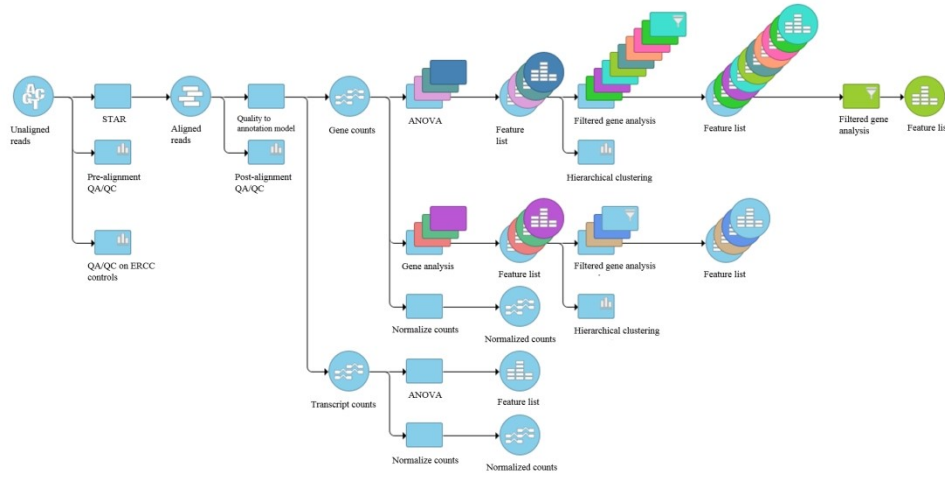 Unaligned
reads
STAR
Aligned
reads
Quality to
annotation model
Gene counts
ANOVA
Feature
list
Filtered gene analysis
Feature list
Filtered gene
analysis
Feature list
Pre-alignment
QA/QC
Post-alignment
QA/QC
Hierarchical clustering
QA/QC on ERCC
controls
Gene analysis
Feature list
Filtered gene analysis
Feature list
Hierarchical clustering
Normalize counts
Normalized counts
Transcript counts
ANOVA
Feature list
Normalize counts
Normalized counts